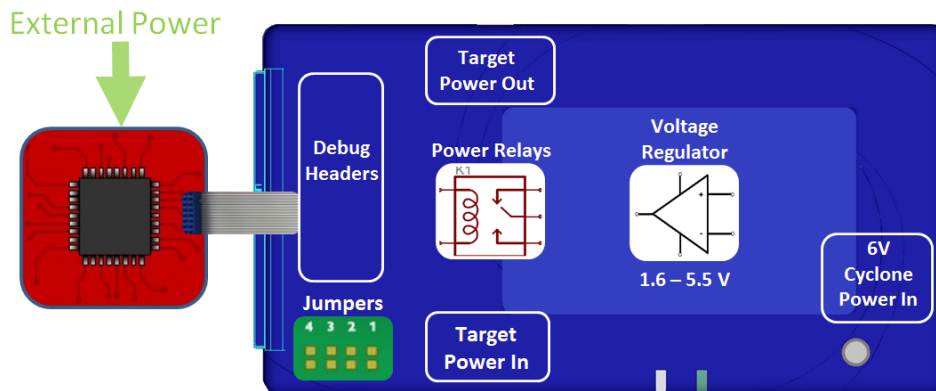 External Power
Target
Power Out
Debug
Headers
Power Relays
K1
Voltage
Regulator
1.6 – 5.5 V
6V
Cyclone
Power In
Jumpers
4 3 2 1
Target
Power In